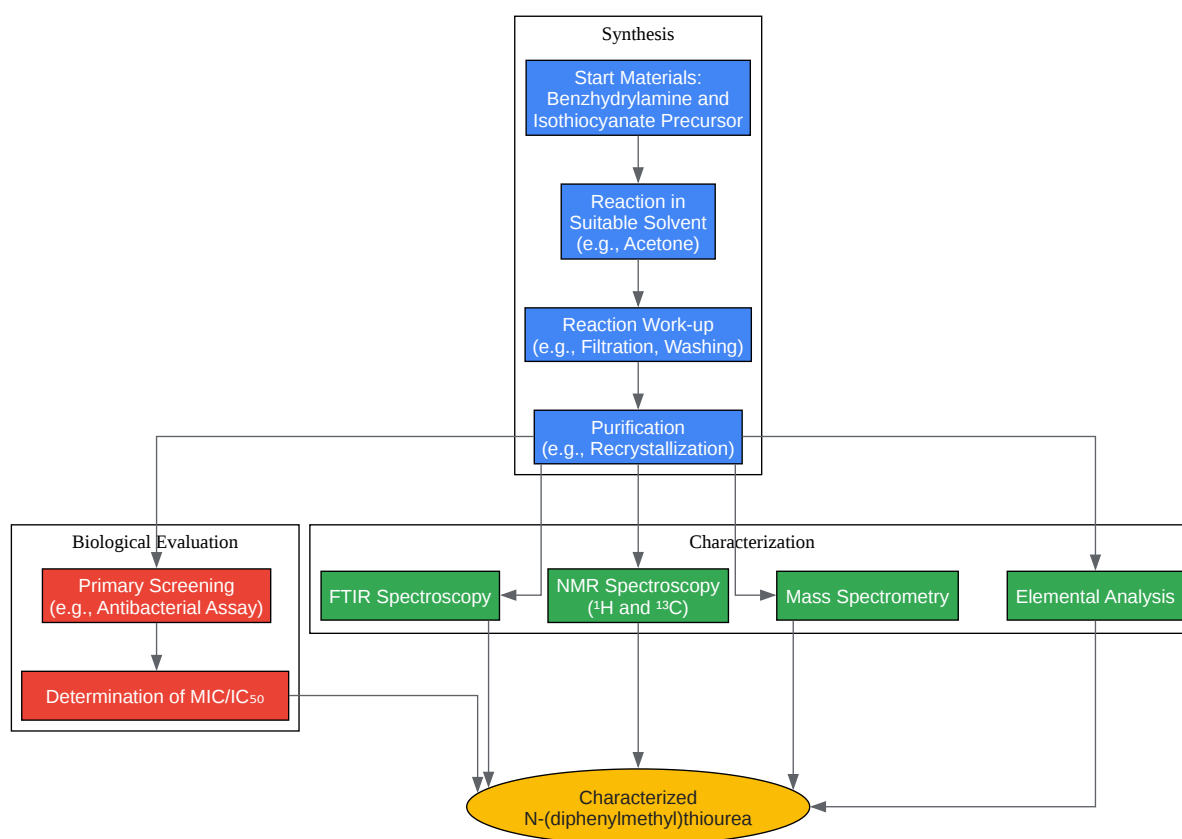 Synthesis
Start Materials:
Benzhydrylamine and
Isothiocyanate Precursor
Reaction in
Suitable Solvent
(e.g., Acetone)
Reaction Work-up
(e.g., Filtration, Washing)
Purification
(e.g., Recrystallization)
Biological Evaluation
Primary Screening
(e.g., Antibacterial Assay)
Determination of MIC/IC₅₀
Characterization
FTIR Spectroscopy
NMR Spectroscopy
(¹H and ¹³C)
Mass Spectrometry
Elemental Analysis
Characterized
N-(diphenylmethyl)thiourea